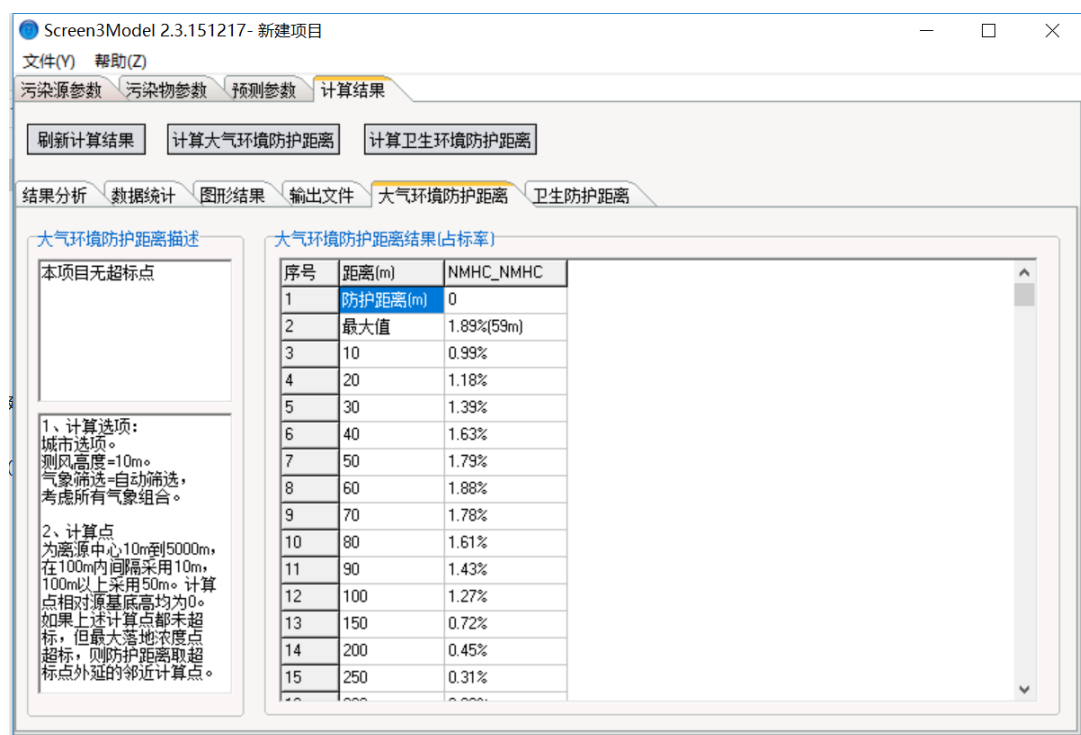 Screen3Model 2.3.151217- 新建项目
文件(Y) 帮助(Z)
污染源参数 污染物参数 预测参数 计算结果
刷新计算结果 计算大气环境防护距离 计算卫生环境防护距离
结果分析 数据统计 图形结果 输出文件 大气环境防护距离 卫生防护距离
大气环境防护距离描述
本项目无超标点
1、计算选项:
城市选项。
测风高度=10m。
气象筛选=自动筛选,
考虑所有气象组合。
2、计算点
为离源中心10m到5000m,
在100m内间隔采用10m,
100m以上采用50m。计算
点相对源基底高均为0。
如果上述计算点都未超
标,但最大落地浓度点
超标,则防护距离取超
标点外延的邻近计算点。
大气环境防护距离结果(占标率)
序号 距离(m) NMHC_NMHC
1 防护距离(m) 0
2 最大值 1.89%(59m)
3 10 0.99%
4 20 1.18%
5 30 1.39%
6 40 1.63%
7 50 1.79%
8 60 1.88%
9 70 1.78%
10 80 1.61%
11 90 1.43%
12 100 1.27%
13 150 0.72%
14 200 0.45%
15 250 0.31%